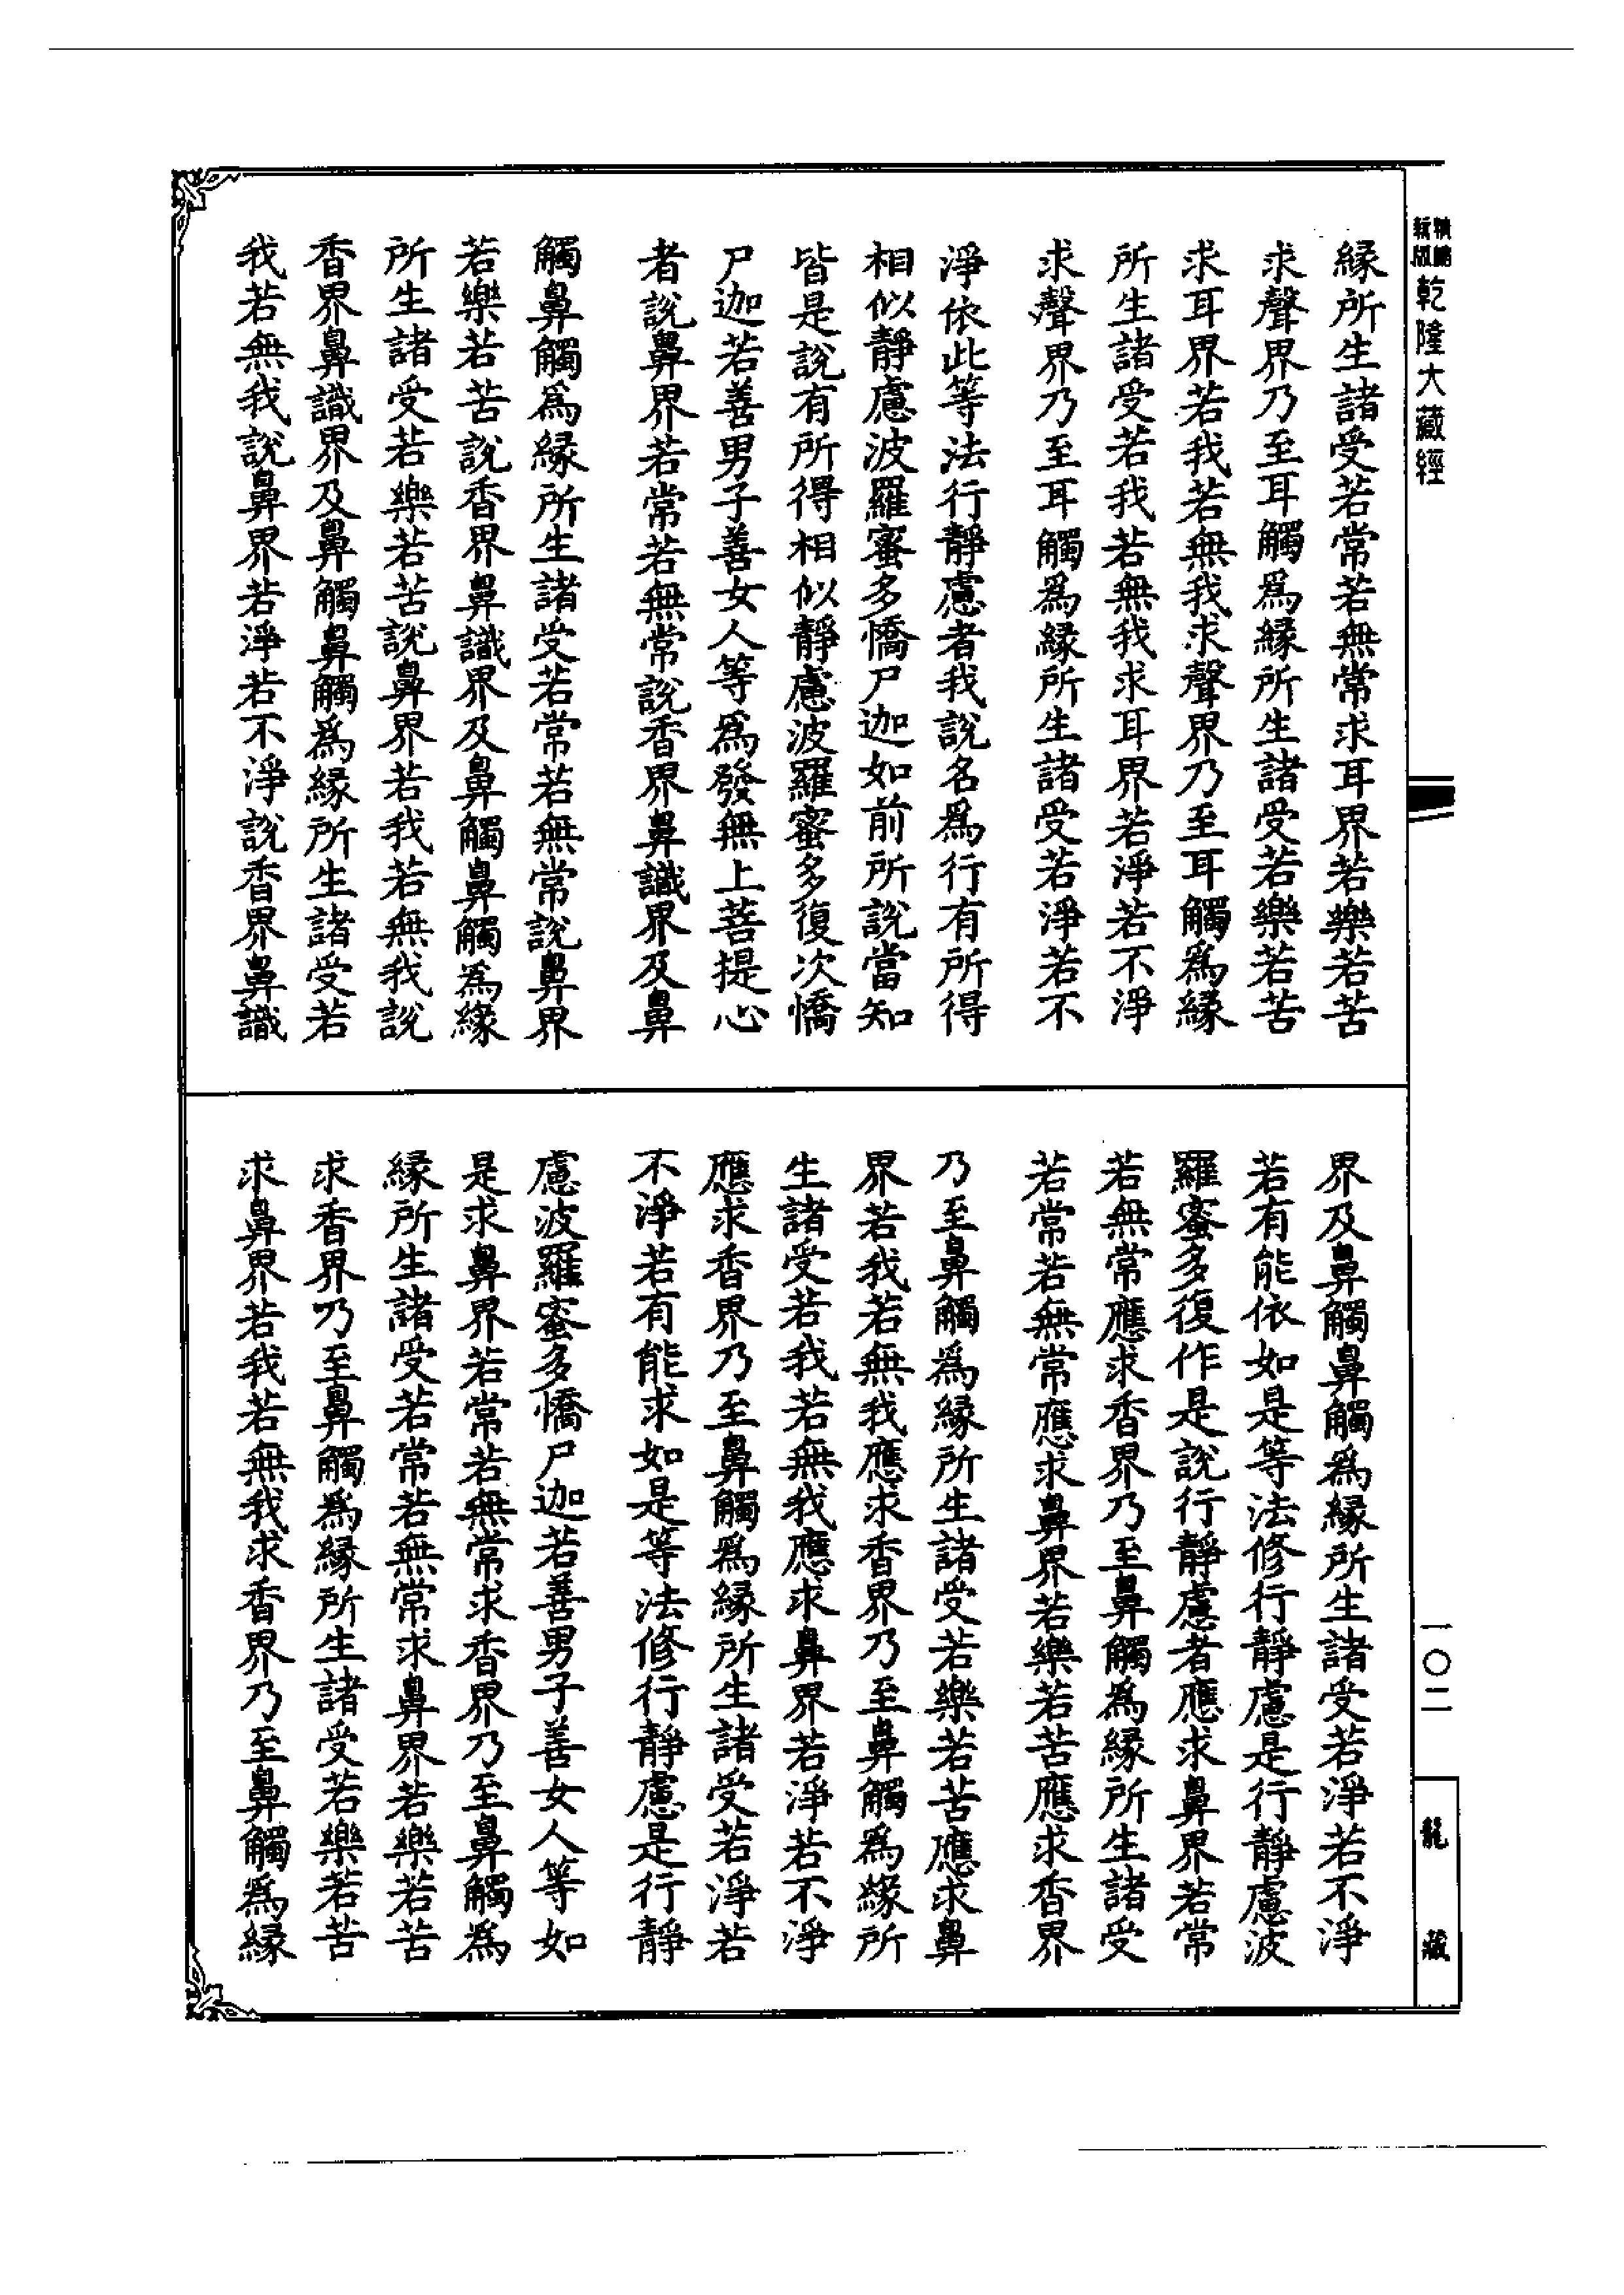 乾隆大藏經
緣所生諸受若常若無常求耳界若樂若苦
求聲界乃至耳觸爲緣所生諸受若樂若苦
求耳界若我若無我求聲界乃至耳觸爲緣
所生諸受若我若無我求耳界若淨若不淨
求聲界乃至耳觸爲緣所生諸受若淨若不
淨依此等法行靜慮者我說名爲行有所得
相似靜慮波羅蜜多憍尸迦如前所說當知
皆是說有所得相似靜慮波羅蜜多復次憍
尸迦若善男子善女人等爲發無上菩提心
者說鼻界若常若無常說香界鼻識界及鼻
觸鼻觸爲緣所生諸受若常若無常說鼻界
若樂若苦說香界鼻識界及鼻觸鼻觸爲緣
所生諸受若樂若苦說鼻界若我若無我說
香界鼻識界及鼻觸鼻觸爲緣所生諸受若
我若無我說鼻界若淨若不淨說香界鼻識
界及鼻觸鼻觸爲緣所生諸受若淨若不淨
若有能依如是等法修行靜慮是行靜慮波
羅蜜多復作是說行靜慮者應求鼻界若常
若無常應求香界乃至鼻觸爲緣所生諸受
若常若無常應求鼻界若樂若苦應求香界
乃至鼻觸爲緣所生諸受若樂若苦應求鼻
界若我若無我應求香界乃至鼻觸爲緣所
生諸受若我若無我應求鼻界若淨若不淨
應求香界乃至鼻觸爲緣所生諸受若淨若
不淨若有能求如是等法修行靜慮是行靜
慮波羅蜜多憍尸迦若善男子善女人等如
是求鼻界若常若無常求香界乃至鼻觸爲
緣所生諸受若常若無常求鼻界若樂若苦
求香界乃至鼻觸爲緣所生諸受若樂若苦
求鼻界若我若無我求香界乃至鼻觸爲緣
一〇二
龍藏